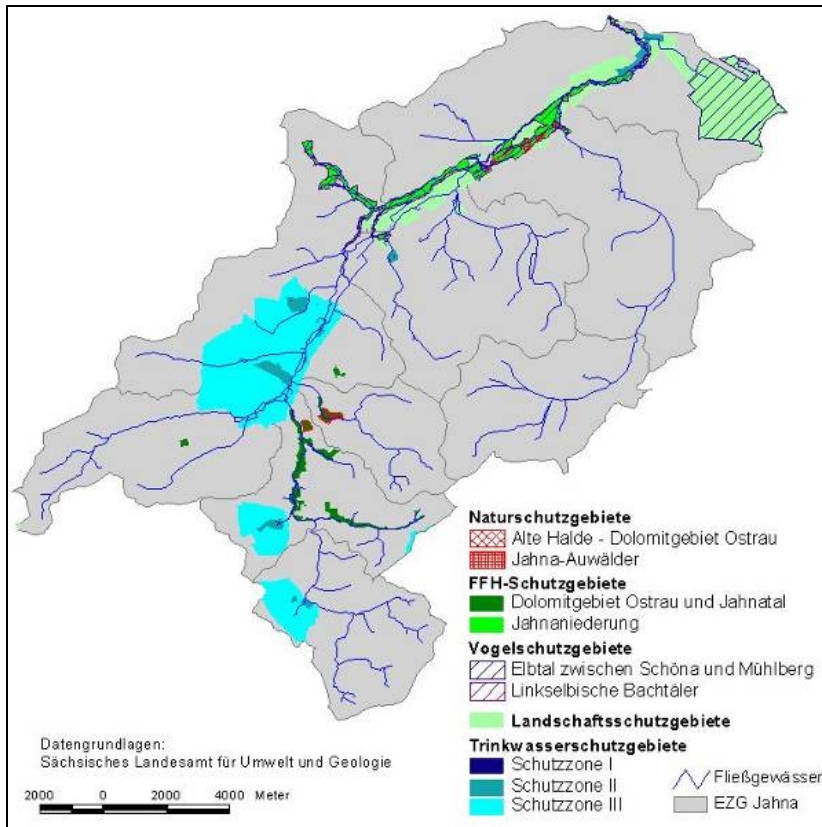 Naturschutzgebiete
Alte Halde - Dolomitgebiet Ostrau
Jahna-Auwälder
FFH-Schutzgebiete
Dolomitgebiet Ostrau und Jahnatal
Jahnaniederung
Vogelschutzgebiete
Elbtal zwischen Schöna und Mühlberg
Linkselbische Bachtäler
Landschaftsschutzgebiete
Trinkwasserschutzgebiete
Schutzzone I
Schutzzone II
Schutzzone III
Fließgewässer
EZG Jahna
Datengrundlagen:
Sächsisches Landesamt für Umwelt und Geologie
2000 0 2000 4000 Meter